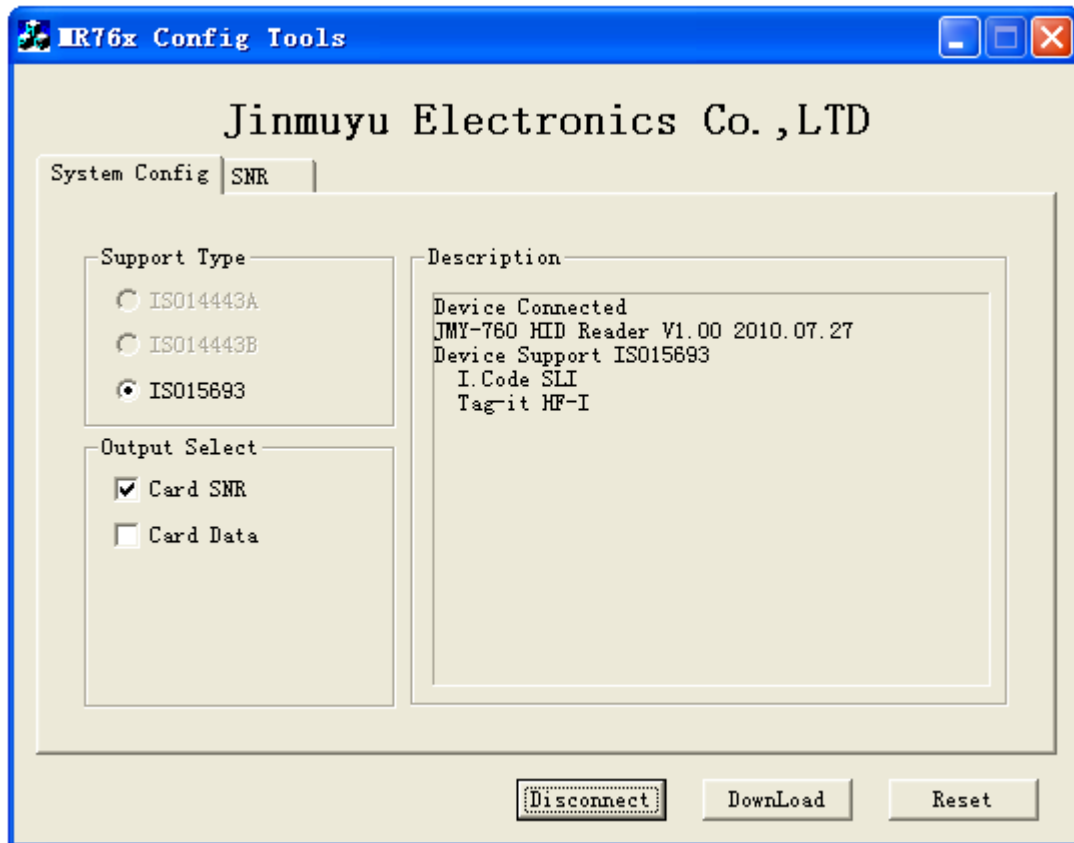 MR76x Config Tools
Jinmuyu Electronics Co.,LTD
System Config
SNR
Support Type
ISO14443A
ISO14443B
ISO15693
Output Select
Card SNR
Card Data
Description
Device Connected
JMY-760 HID Reader V1.00 2010.07.27
Device Support ISO15693
I.Code SLI
Tag-it HF-I
Disconnect
DownLoad
Reset